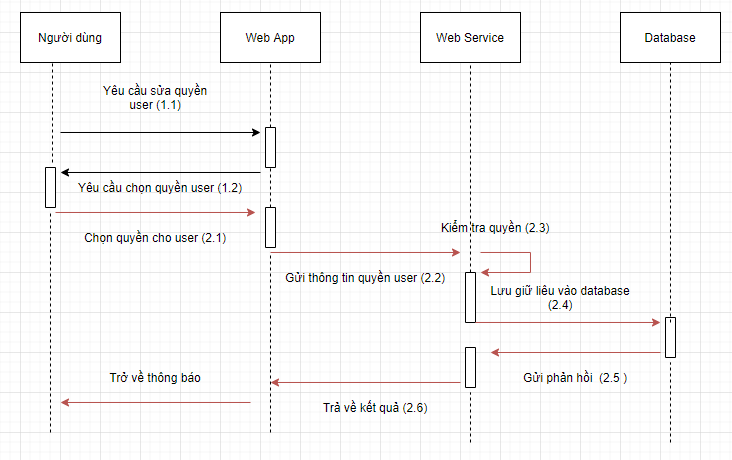 Người dùng
Web App
Web Service
Database
Yêu cầu sửa quyền
user (1.1)
Yêu cầu chọn quyền user (1.2)
Chọn quyền cho user (2.1)
Kiểm tra quyền (2.3)
Gửi thông tin quyền user (2.2)
Lưu giữ liêu vào database
(2.4)
Trở về thông báo
Gửi phản hồi (2.5 )
Trả về kết quả (2.6)